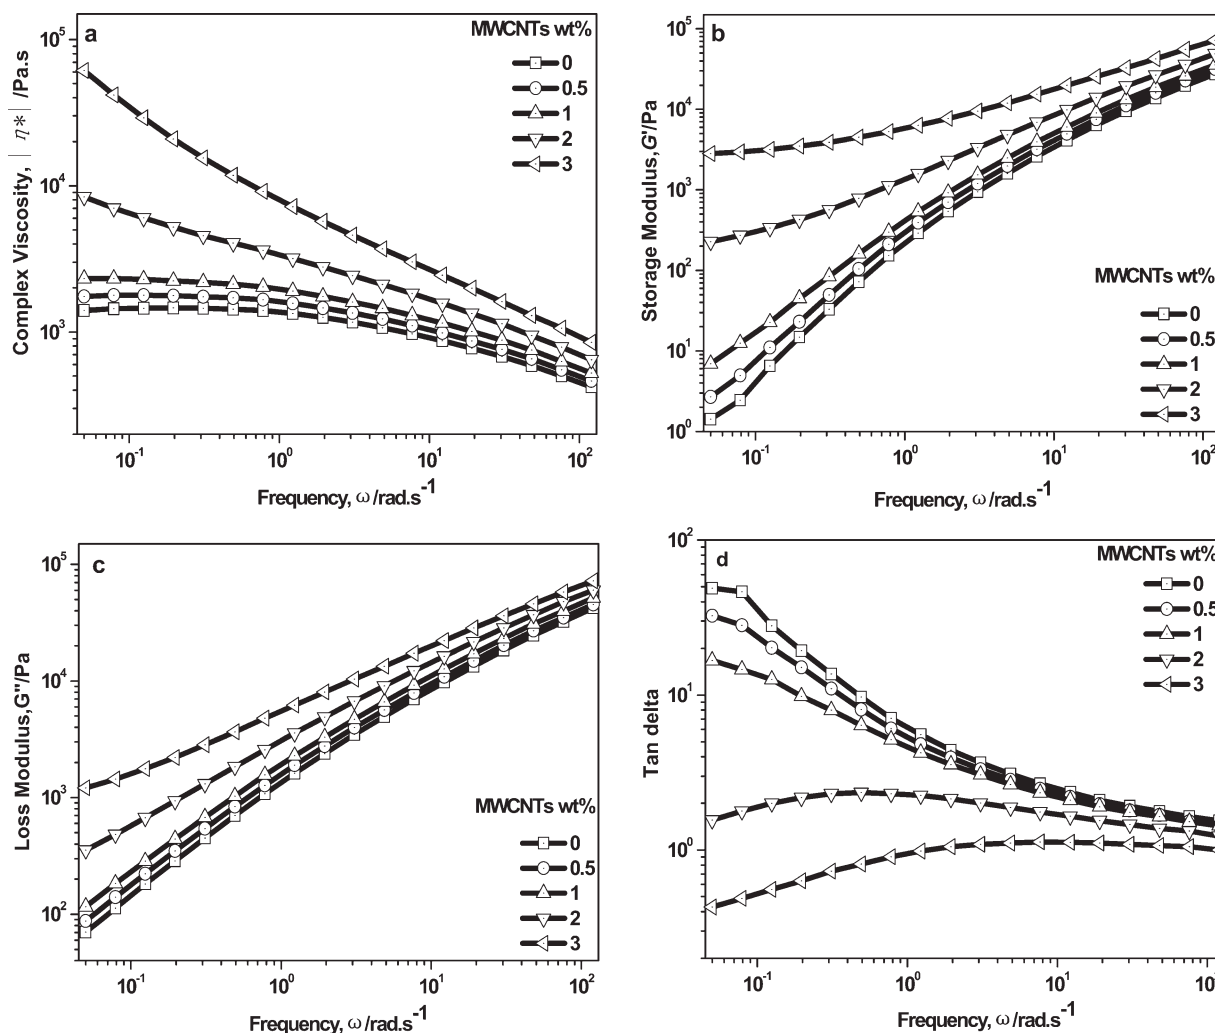 a
MWCNTs wt%
0
0.5
1
2
3
10^5
10^4
10^3
Complex Viscosity, | η* | /Pa.s
10^-1 10^0 10^1 10^2
Frequency, ω/rad.s^-1
b
10^5
10^4
10^3
10^2
10^1
10^0
Storage Modulus,G'/Pa
MWCNTs wt%
0
0.5
1
2
3
10^-1 10^0 10^1 10^2
Frequency, ω/rad.s^-1
c
10^5
10^4
10^3
10^2
Loss Modulus,G"/Pa
MWCNTs wt%
0
0.5
1
2
3
10^-1 10^0 10^1 10^2
Frequency, ω/rad.s^-1
d
MWCNTs wt%
0
0.5
1
2
3
10^2
10^1
10^0
Tan delta
10^-1 10^0 10^1
Frequency, ω/rad.s^-1